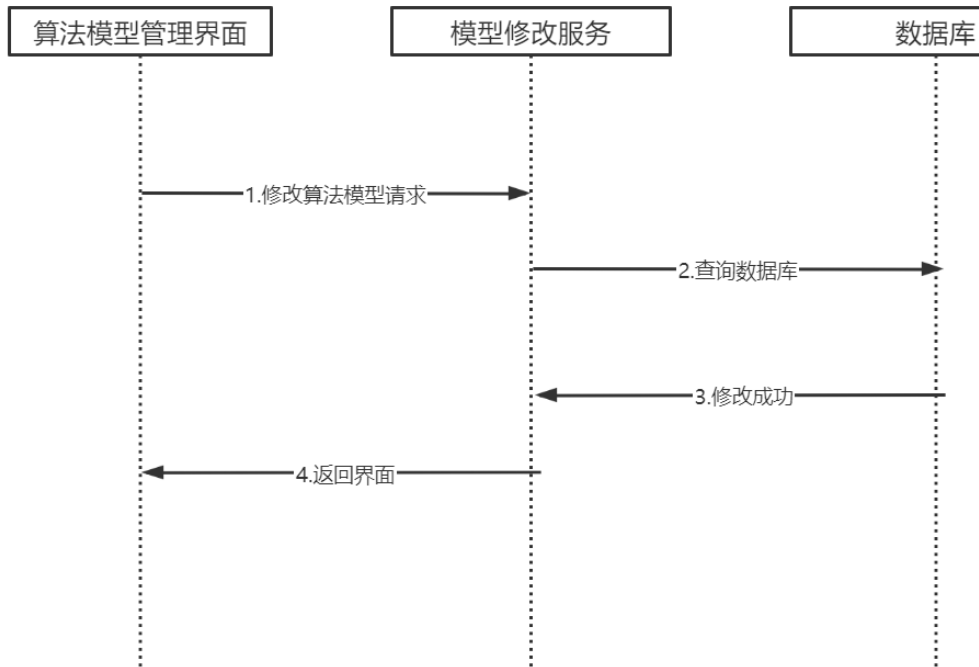 算法模型管理界面
模型修改服务
数据库
1.修改算法模型请求
2.查询数据库
3.修改成功
4.返回界面